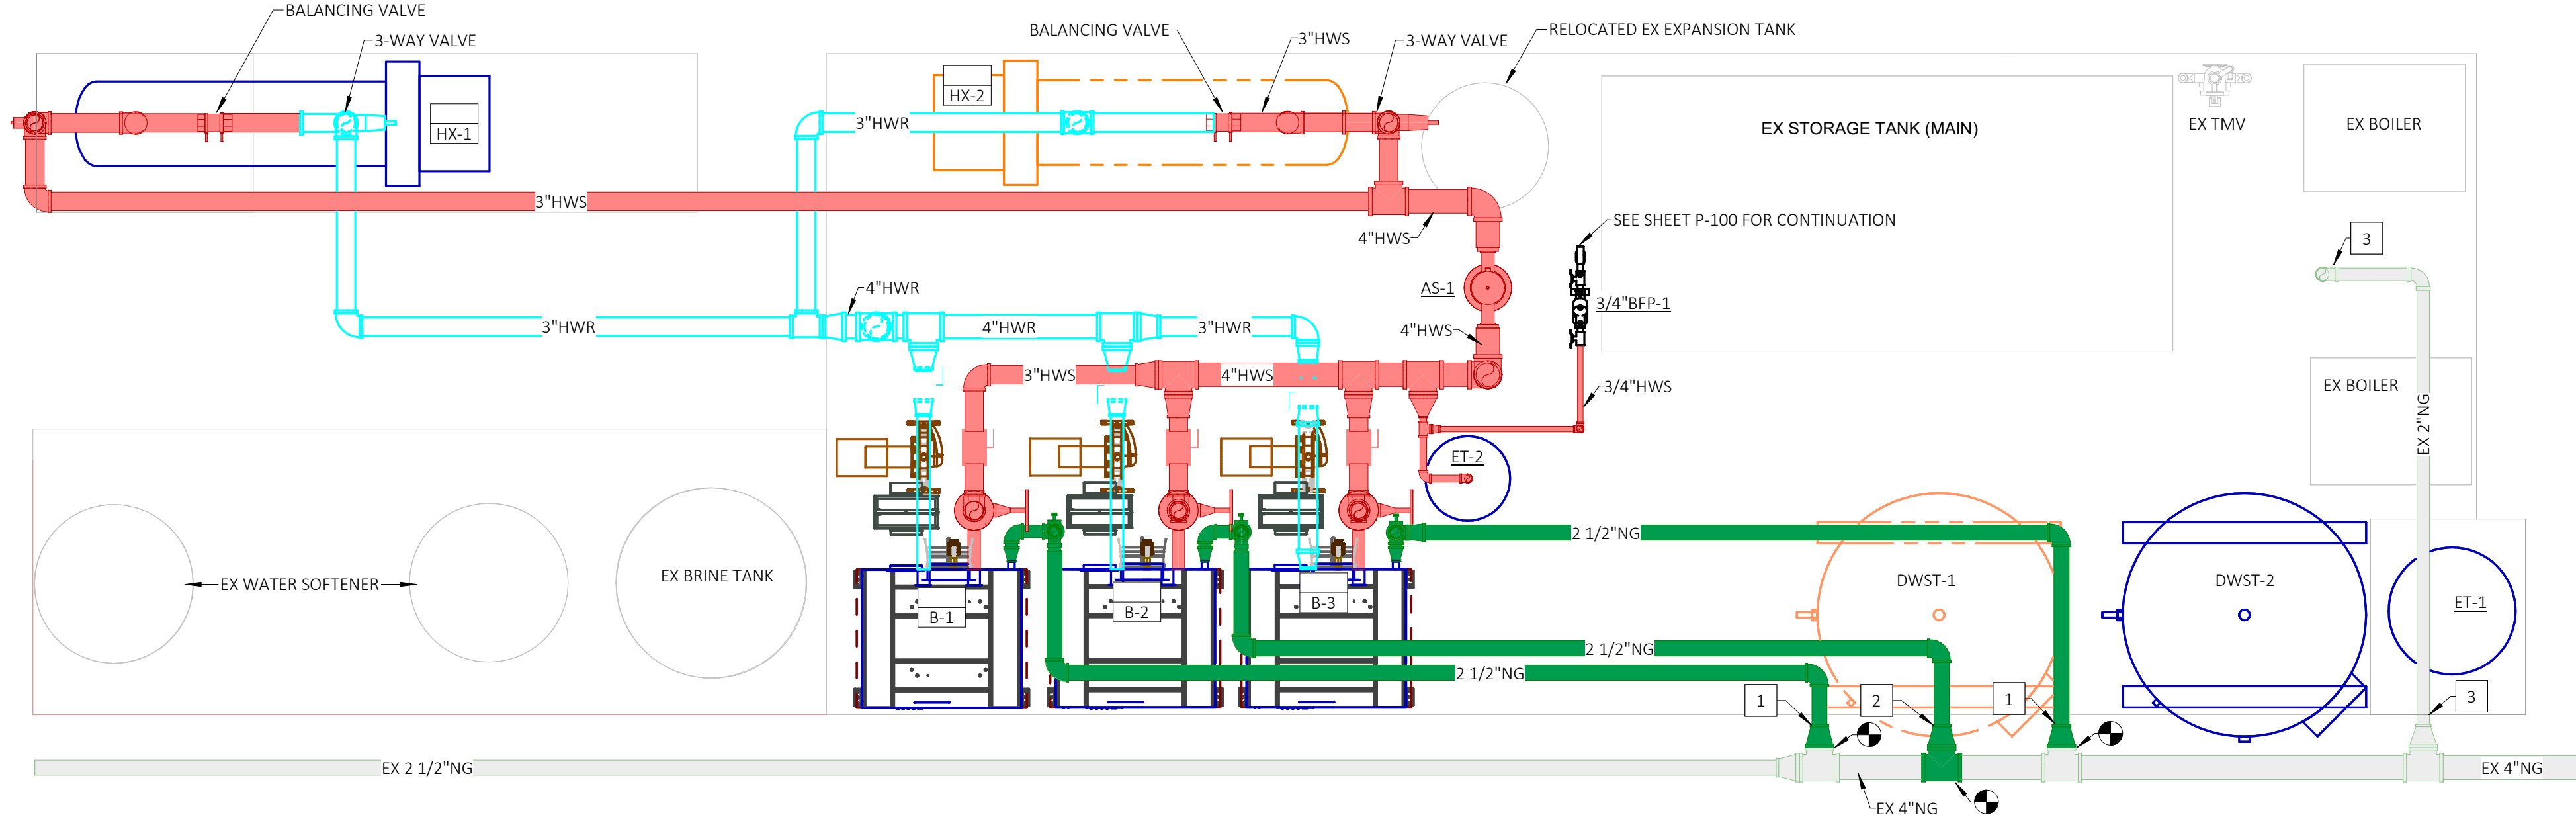 BALANCING VALVE
3-WAY VALVE
BALANCING VALVE
3"HWS
3-WAY VALVE
RELOCATED EX EXPANSION TANK
HX-1
HX-2
3"HWR
EX STORAGE TANK (MAIN)
EX TMV
EX BOILER
3"HWS
4"HWS
SEE SHEET P-100 FOR CONTINUATION
3
4"HWR
AS-1
3/4"BFP-1
3"HWR
4"HWR
3"HWR
4"HWS
3"HWS
4"HWS
3/4"HWS
EX BOILER
EX 2"NG
ET-2
2 1/2"NG
EX WATER SOFTENER
EX BRINE TANK
DWST-1
DWST-2
ET-1
B-1
B-2
B-3
2 1/2"NG
2 1/2"NG
1
2
1
3
EX 2 1/2"NG
EX 4"NG
EX 4"NG